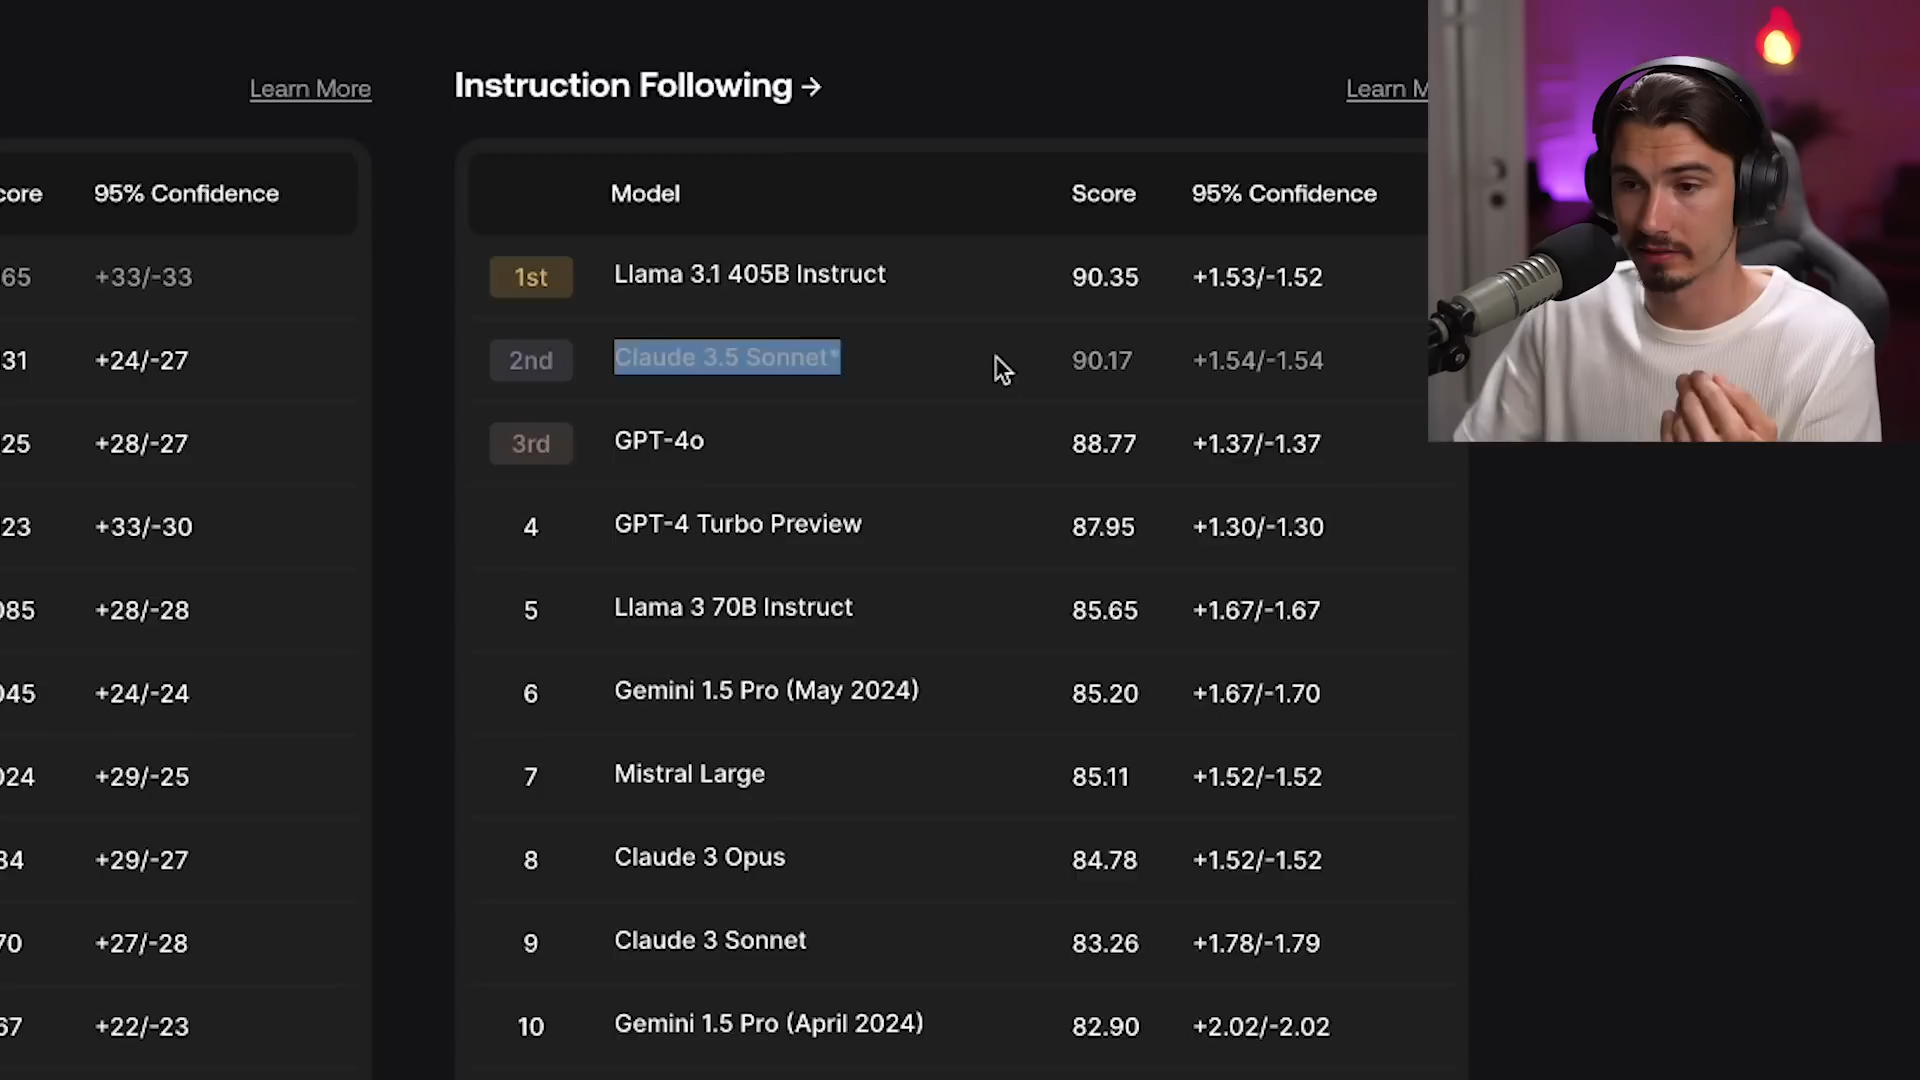 Learn More
core 95% Confidence
65 +33/-33
31 +24/-27
25 +28/-27
23 +33/-30
085 +28/-28
045 +24/-24
024 +29/-25
34 +29/-27
70 +27/-28
67 +22/-23
Instruction Following → Learn M
Model Score 95% Confidence
1st Llama 3.1 405B Instruct 90.35 +1.53/-1.52
2nd Claude 3.5 Sonnet* 90.17 +1.54/-1.54
3rd GPT-4o 88.77 +1.37/-1.37
4 GPT-4 Turbo Preview 87.95 +1.30/-1.30
5 Llama 3 70B Instruct 85.65 +1.67/-1.67
6 Gemini 1.5 Pro (May 2024) 85.20 +1.67/-1.70
7 Mistral Large 85.11 +1.52/-1.52
8 Claude 3 Opus 84.78 +1.52/-1.52
9 Claude 3 Sonnet 83.26 +1.78/-1.79
10 Gemini 1.5 Pro (April 2024) 82.90 +2.02/-2.02